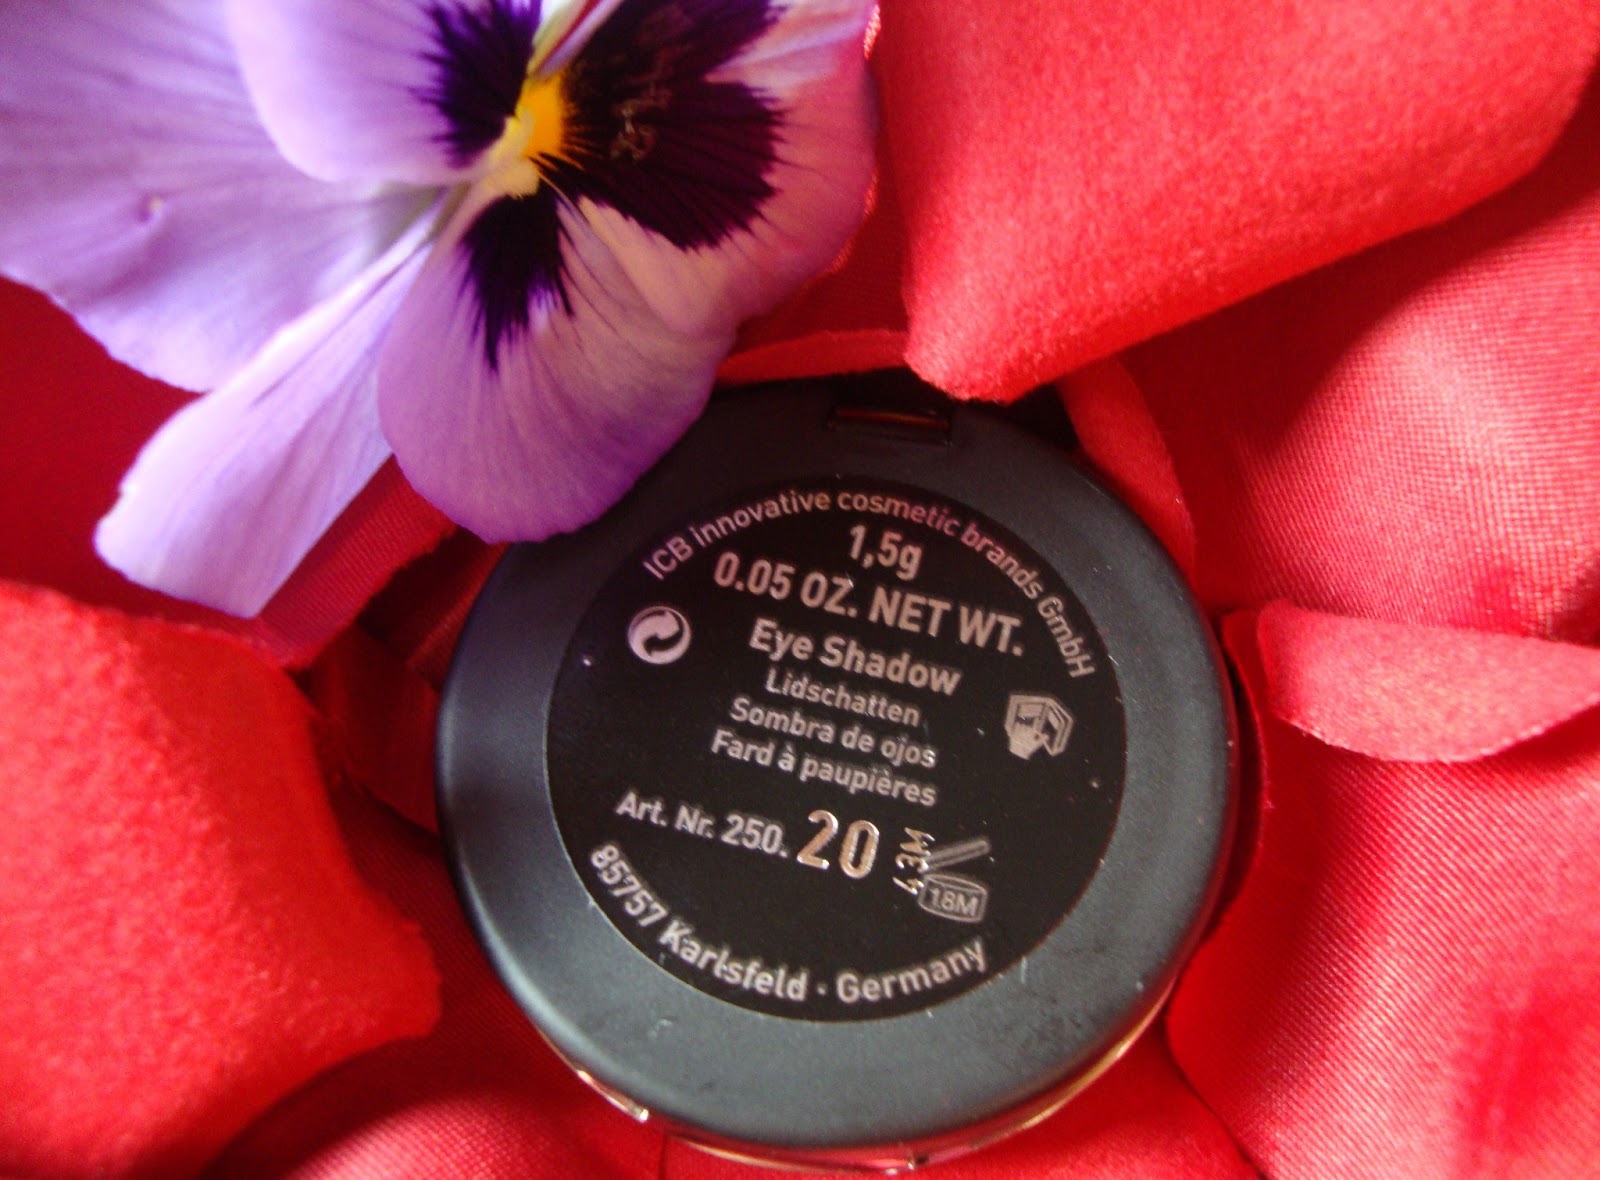 ICB innovative cosmetic brands GmbH
1,5g
0.05 OZ. NET WT.
Eye Shadow
Lidschatten
Sombra de ojos
Fard à paupières
Art. Nr. 250. 20
18M
85757 Karlsfeld · Germany